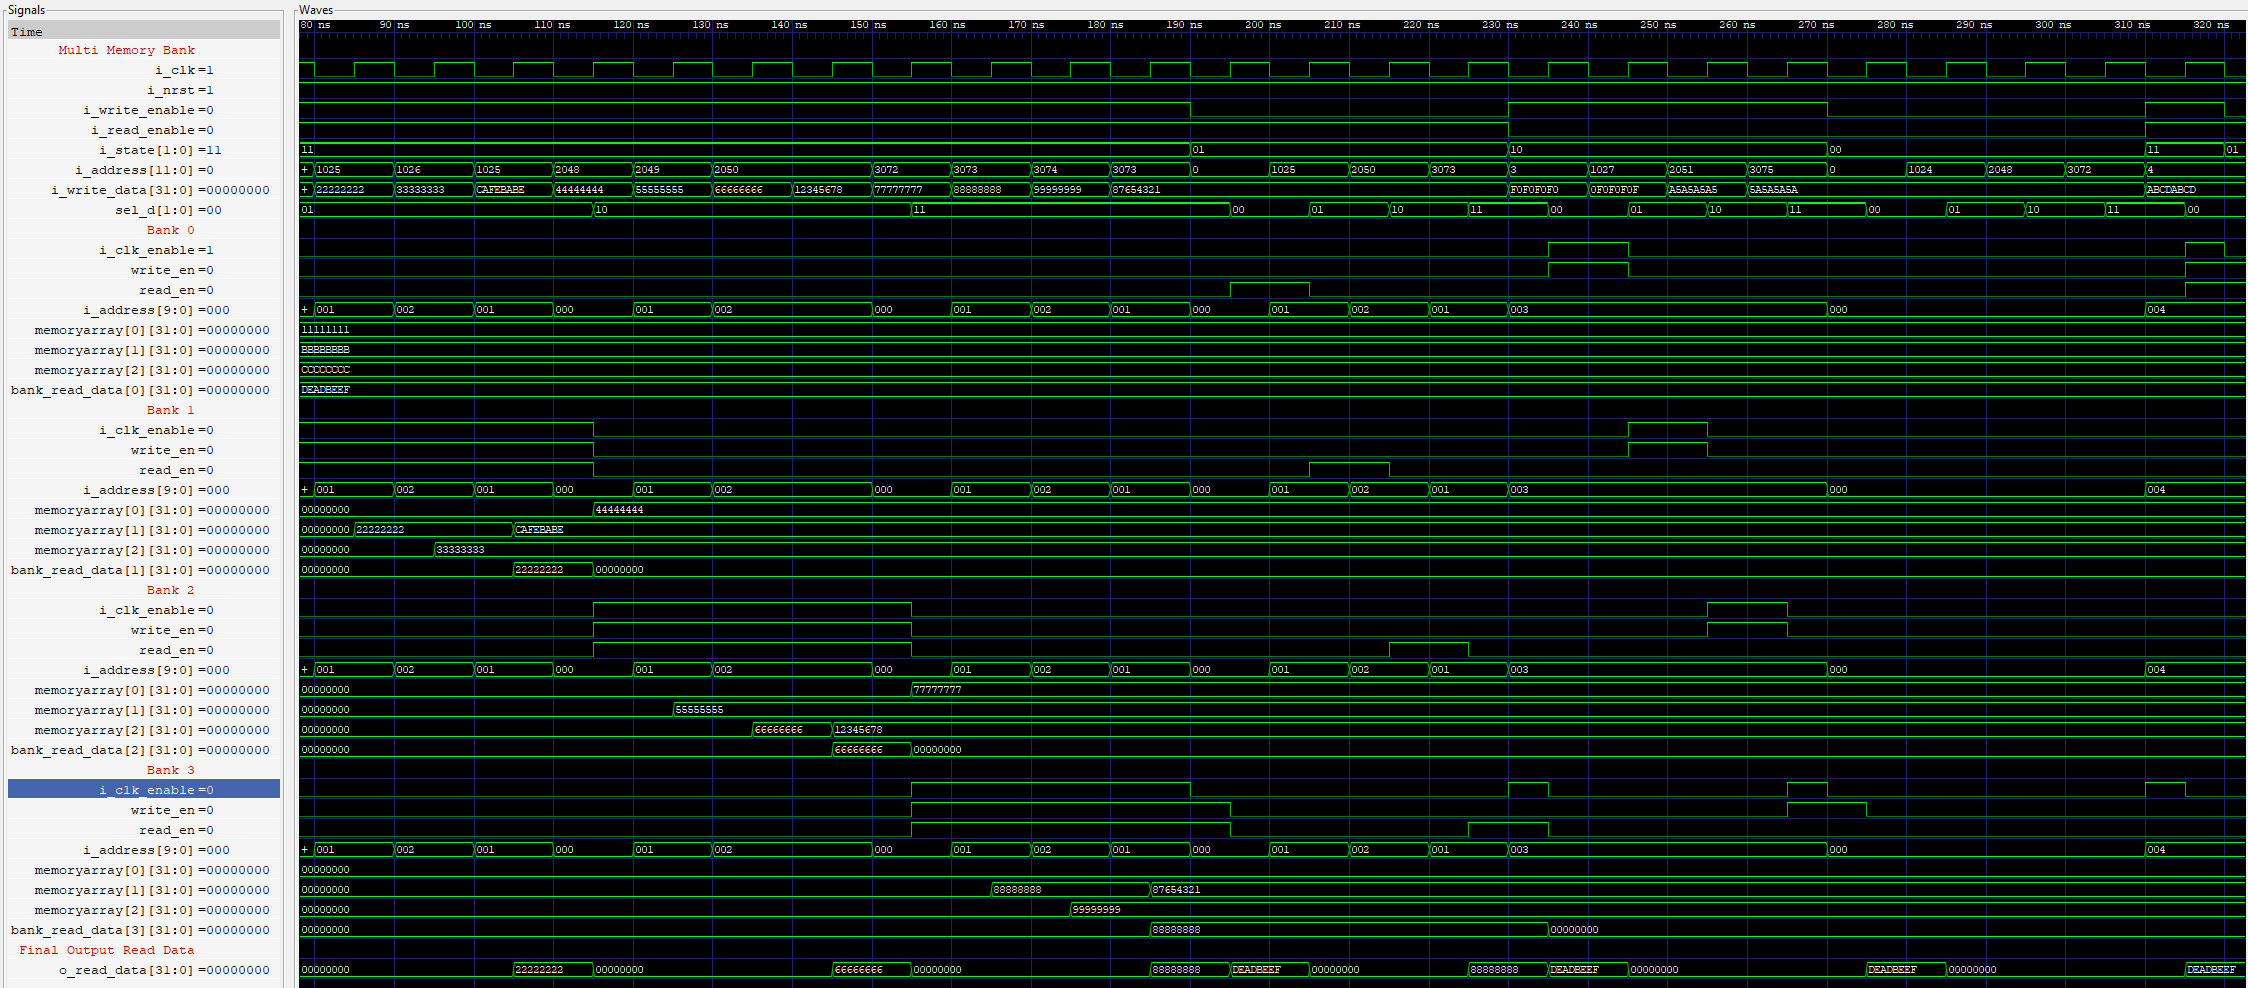 Signals Waves
Time 80 ns 90 ns 100 ns 110 ns 120 ns 130 ns 140 ns 150 ns 160 ns 170 ns 180 ns 190 ns 200 ns 210 ns 220 ns 230 ns 240 ns 250 ns 260 ns 270 ns 280 ns 290 ns 300 ns 310 ns 320 ns
Multi Memory Bank
i_clk=1
i_nrst=1
i_write_enable=0
i_read_enable=0
i_state[1:0]=11 11 01 10 00 11 01
i_address[11:0]=0 + 1025 1026 1025 2048 2049 2050 3072 3073 3074 3073 0 1025 2050 3073 3 1027 2051 3075 0 1024 2048 3072 4
i_write_data[31:0]=00000000 + 22222222 33333333 CAFEBABE 44444444 55555555 66666666 12345678 77777777 88888888 99999999 87654321 F0F0F0F0 0F0F0F0F A5A5A5A5 5A5A5A5A ABCDABCD
sel_d[1:0]=00 01 10 11 00 01 10 11 00 01 10 11 00 01 10 11 00
Bank 0
i_clk_enable=1
write_en=0
read_en=0
i_address[9:0]=000 + 001 002 001 000 001 002 000 001 002 001 000 001 002 001 003 000 004
memoryarray[0][31:0]=00000000 11111111
memoryarray[1][31:0]=00000000 BBBBBBBB
memoryarray[2][31:0]=00000000 CCCCCCCC
bank_read_data[0][31:0]=00000000 DEADBEEF
Bank 1
i_clk_enable=0
write_en=0
read_en=0
i_address[9:0]=000 + 001 002 001 000 001 002 000 001 002 001 000 001 002 001 003 000 004
memoryarray[0][31:0]=00000000 00000000 44444444
memoryarray[1][31:0]=00000000 00000000 22222222 CAFEBABE
memoryarray[2][31:0]=00000000 00000000 33333333
bank_read_data[1][31:0]=00000000 00000000 22222222 00000000
Bank 2
i_clk_enable=0
write_en=0
read_en=0
i_address[9:0]=000 + 001 002 001 000 001 002 000 001 002 001 000 001 002 001 003 000 004
memoryarray[0][31:0]=00000000 00000000 77777777
memoryarray[1][31:0]=00000000 00000000 55555555
memoryarray[2][31:0]=00000000 00000000 66666666 12345678
bank_read_data[2][31:0]=00000000 00000000 66666666 00000000
Bank 3
i_clk_enable=0
write_en=0
read_en=0
i_address[9:0]=000 + 001 002 001 000 001 002 000 001 002 001 000 001 002 001 003 000 004
memoryarray[0][31:0]=00000000 00000000
memoryarray[1][31:0]=00000000 00000000 88888888 87654321
memoryarray[2][31:0]=00000000 00000000 99999999
bank_read_data[3][31:0]=00000000 00000000 88888888 00000000
Final Output Read Data
o_read_data[31:0]=00000000 00000000 22222222 00000000 66666666 00000000 88888888 DEADBEEF 00000000 88888888 DEADBEEF 00000000 DEADBEEF 00000000 DEADBEEF